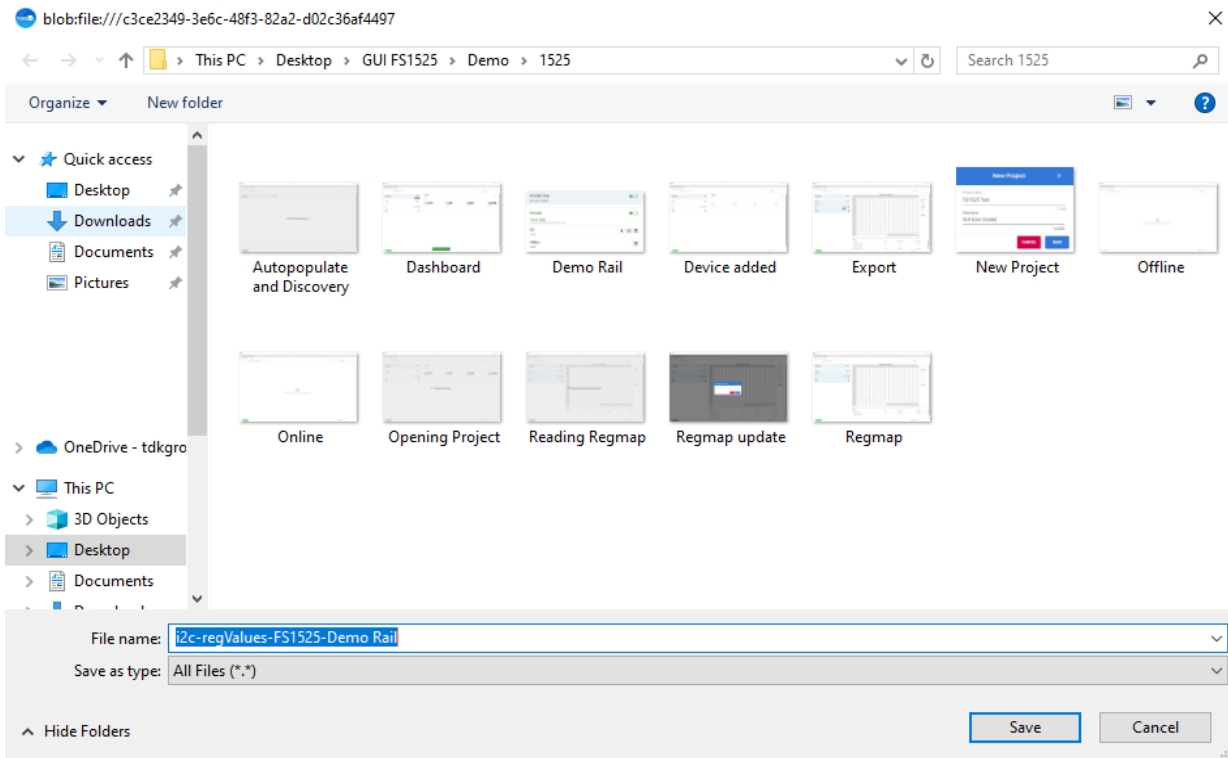 blob:file:///c3ce2349-3e6c-48f3-82a2-d02c36af4497
This PC > Desktop > GUI FS1525 > Demo > 1525
Search 1525
Organize
New folder
Quick access
Desktop
Downloads
Documents
Pictures
OneDrive - tdkgro
This PC
3D Objects
Desktop
Documents
Autopopulate
and Discovery
Dashboard
Demo Rail
Device added
Export
New Project
New Project
Offline
Online
Opening Project
Reading Regmap
Regmap update
Regmap
File name: i2c-regValues-FS1525-Demo Rail
Save as type: All Files (*.*)
Hide Folders
Save
Cancel